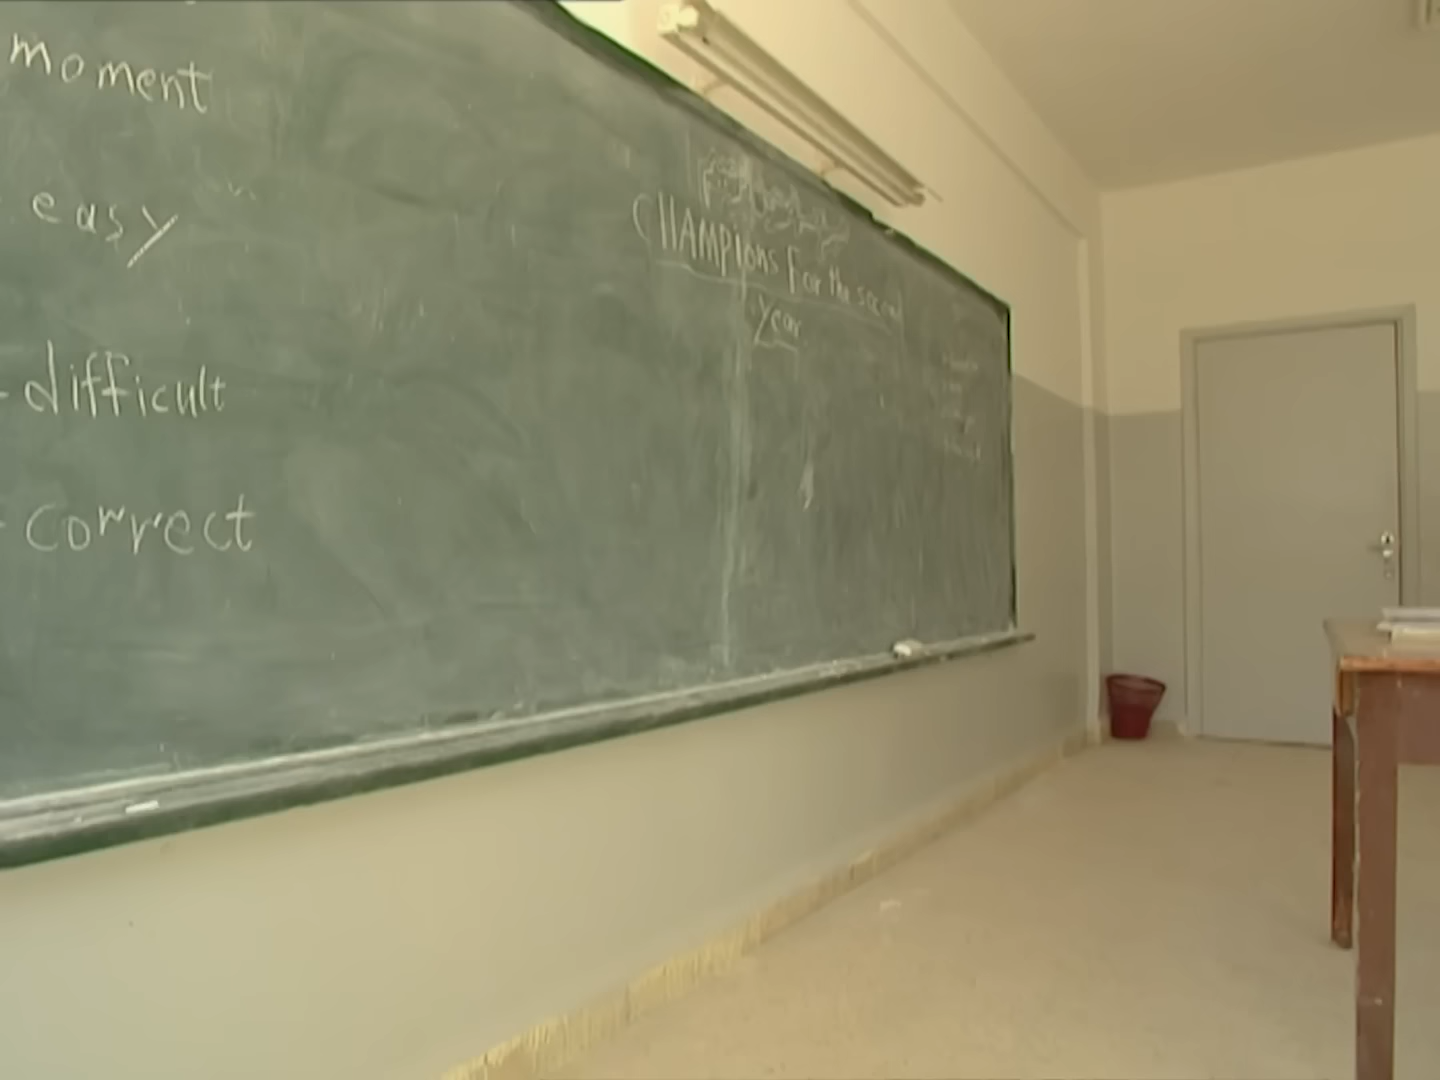 moment
easy
- difficult
- correct
CHAMPIONS For the second
Year